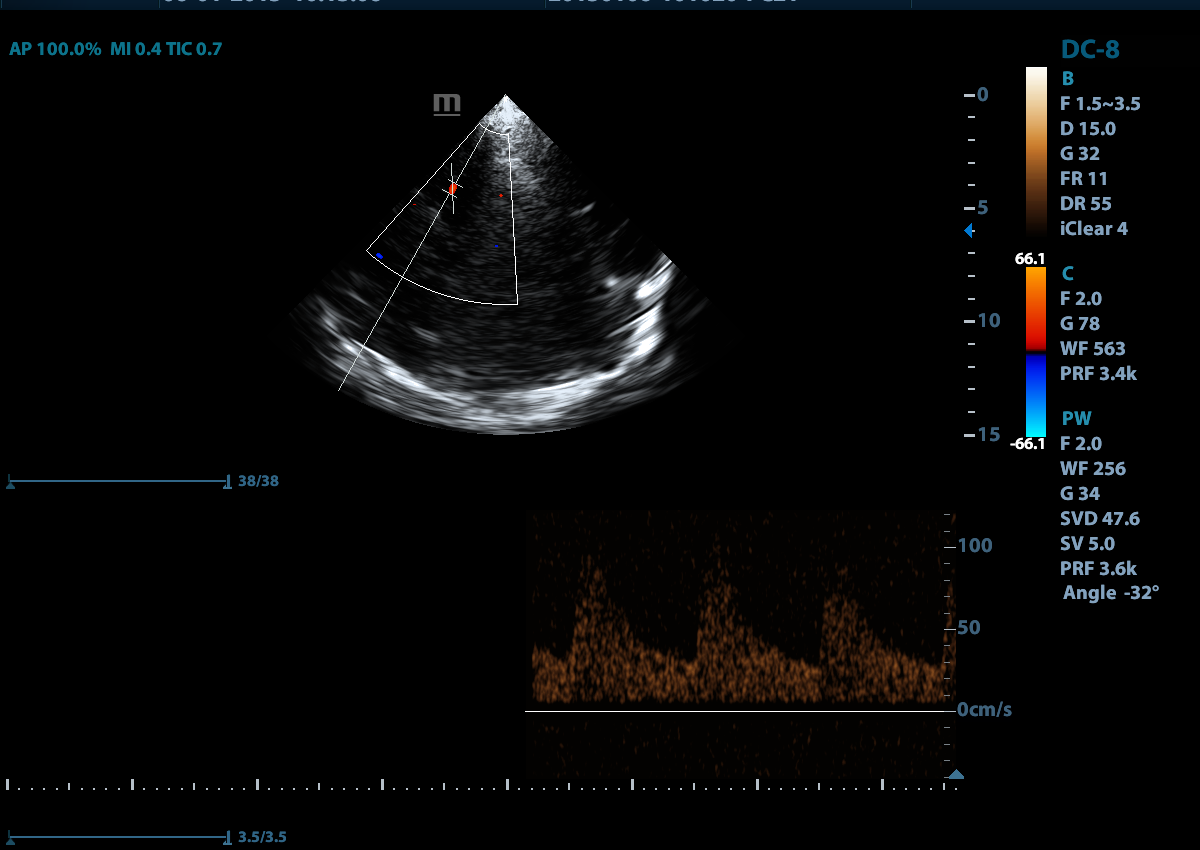 AP 100.0% MI 0.4 TIC 0.7
m
0
5
10
15
DC-8
B
F 1.5~3.5
D 15.0
G 32
FR 11
DR 55
iClear 4
66.1
-66.1
C
F 2.0
G 78
WF 563
PRF 3.4k
PW
F 2.0
WF 256
G 34
SVD 47.6
SV 5.0
PRF 3.6k
Angle -32°
38/38
100
50
0cm/s
3.5/3.5